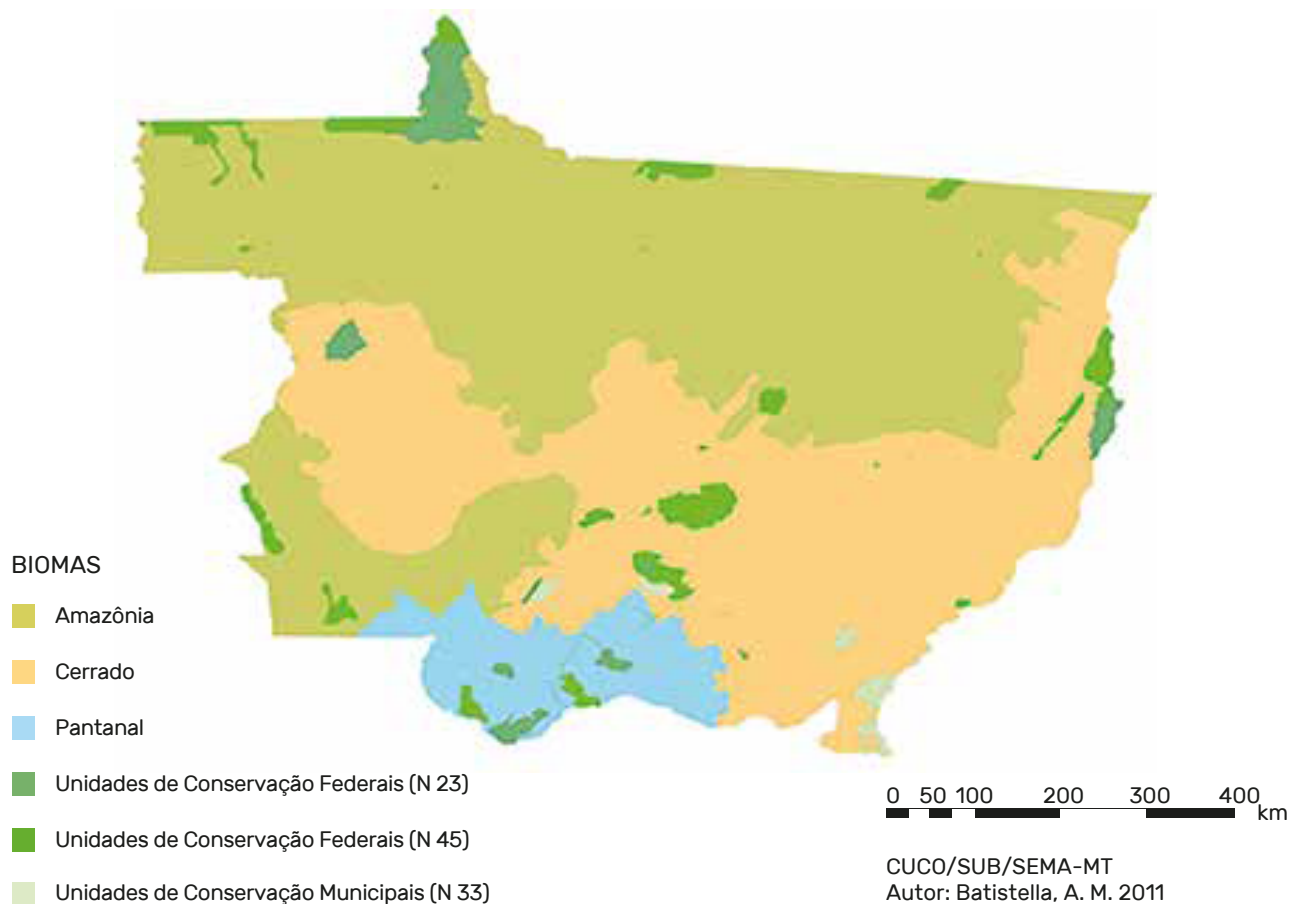 BIOMAS
Amazônia
Cerrado
Pantanal
Unidades de Conservação Federais (N 23)
Unidades de Conservação Federais (N 45)
Unidades de Conservação Municipais (N 33)
0 50 100 200 300 400
km
CUCO/SUB/SEMA-MT
Autor: Batistella, A. M. 2011